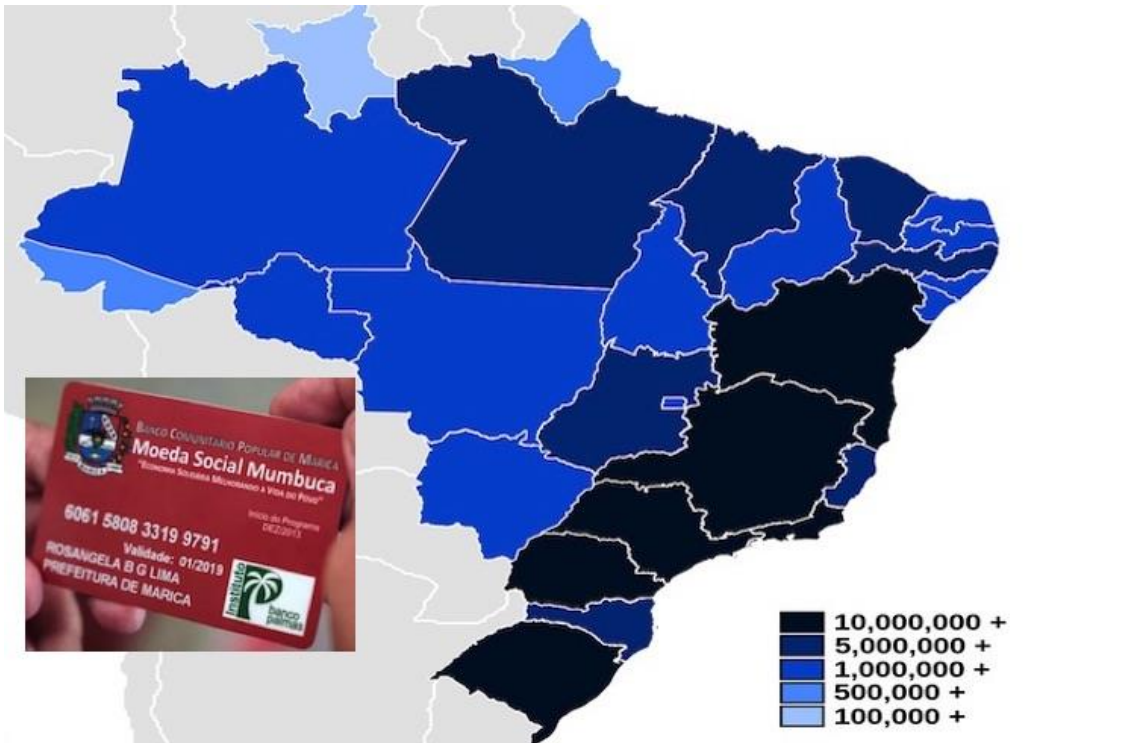 BANCO COMUNITÁRIO POPULAR DE MARICÁ
Moeda Social Mumbuca
"ECONOMIA SOLIDÁRIA MELHORANDO A VIDA DO POVO"
Início do Programa
DEZ/2013
6061 5808 3319 9791
Validade: 01/2019
ROSANGELA B G LIMA
PREFEITURA DE MARICA
Instituto
banco
palmas
10,000,000 +
5,000,000 +
1,000,000 +
500,000 +
100,000 +